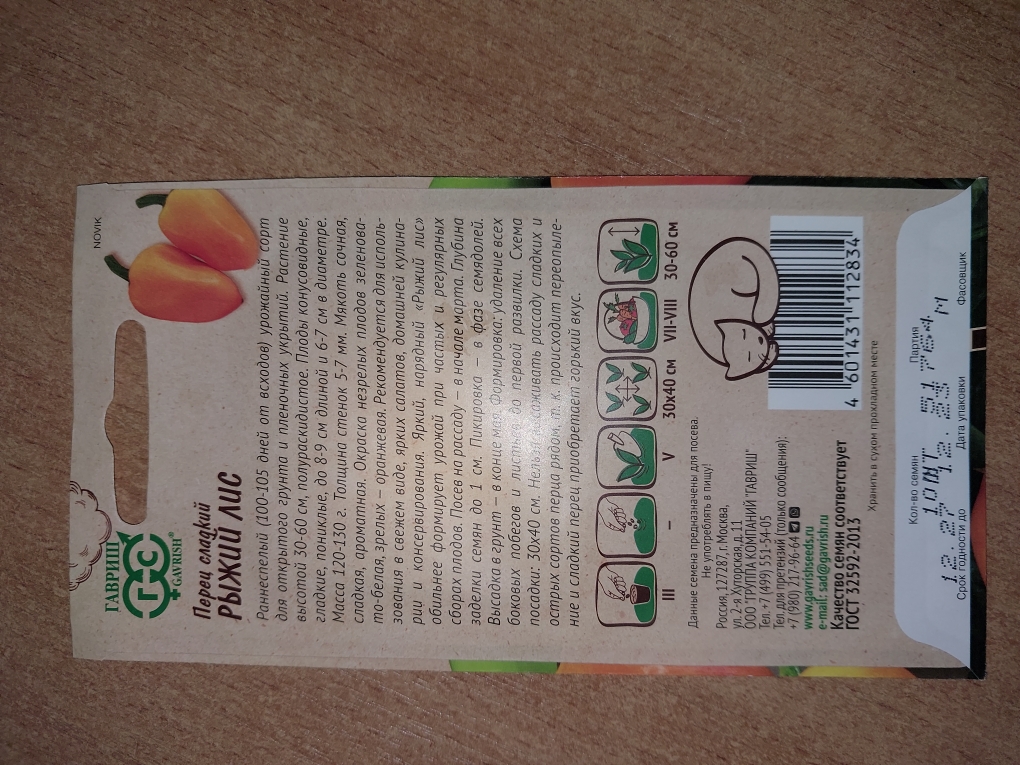 NOVIK
ГАВРИШ
ГГС
GAVRISH®
Перец сладкий
РЫЖИЙ ЛИС
Раннеспелый (100-105 дней от всходов) урожайный сорт
для открытого грунта и пленочных укрытий. Растение
высотой 30-60 см, полураскидистое. Плоды конусовидные,
гладкие, пониклые, до 8-9 см длиной и 6-7 см в диаметре.
Масса 120-130 г. Толщина стенок 5-7 мм. Мякоть сочная,
сладкая, ароматная. Окраска незрелых плодов зеленова-
то-белая, зрелых – оранжевая. Рекомендуется для исполь-
зования в свежем виде, ярких салатов, домашней кулина-
рии и консервирования. Яркий, нарядный «Рыжий лис»
обильнее формирует урожай при частых и регулярных
сборах плодов. Посев на рассаду – в начале марта. Глубина
заделки семян до 1 см. Пикировка – в фазе семядолей.
Высадка в грунт – в конце мая. Формировка: удаление всех
боковых побегов и листьев до первой развилки. Схема
посадки: 30x40 см. Нельзя высаживать рассаду сладких и
острых сортов перца рядом, т. к. происходит переопыле-
ние и сладкий перец приобретает горький вкус.
III – V 30x40 см VII-VIII 30-60 см
Данные семена предназначены для посева.
Не употреблять в пищу!
Россия, 127287, г. Москва,
ул. 2-я Хуторская, д. 11
ООО "ГРУППА КОМПАНИЙ "ГАВРИШ"
Тел. +7 (499) 551-54-05
Тел. для претензий (только сообщения):
+7 (980) 217-96-64
www.gavrishseeds.ru
e-mail: sad@gavrish.ru
Качество семян соответствует
ГОСТ 32592-2013
4 601431 112834
Хранить в сухом прохладном месте
Кол-во семян Партия
10шт
12.27 12.23
Срок годности до Дата упаковки Фасовщик